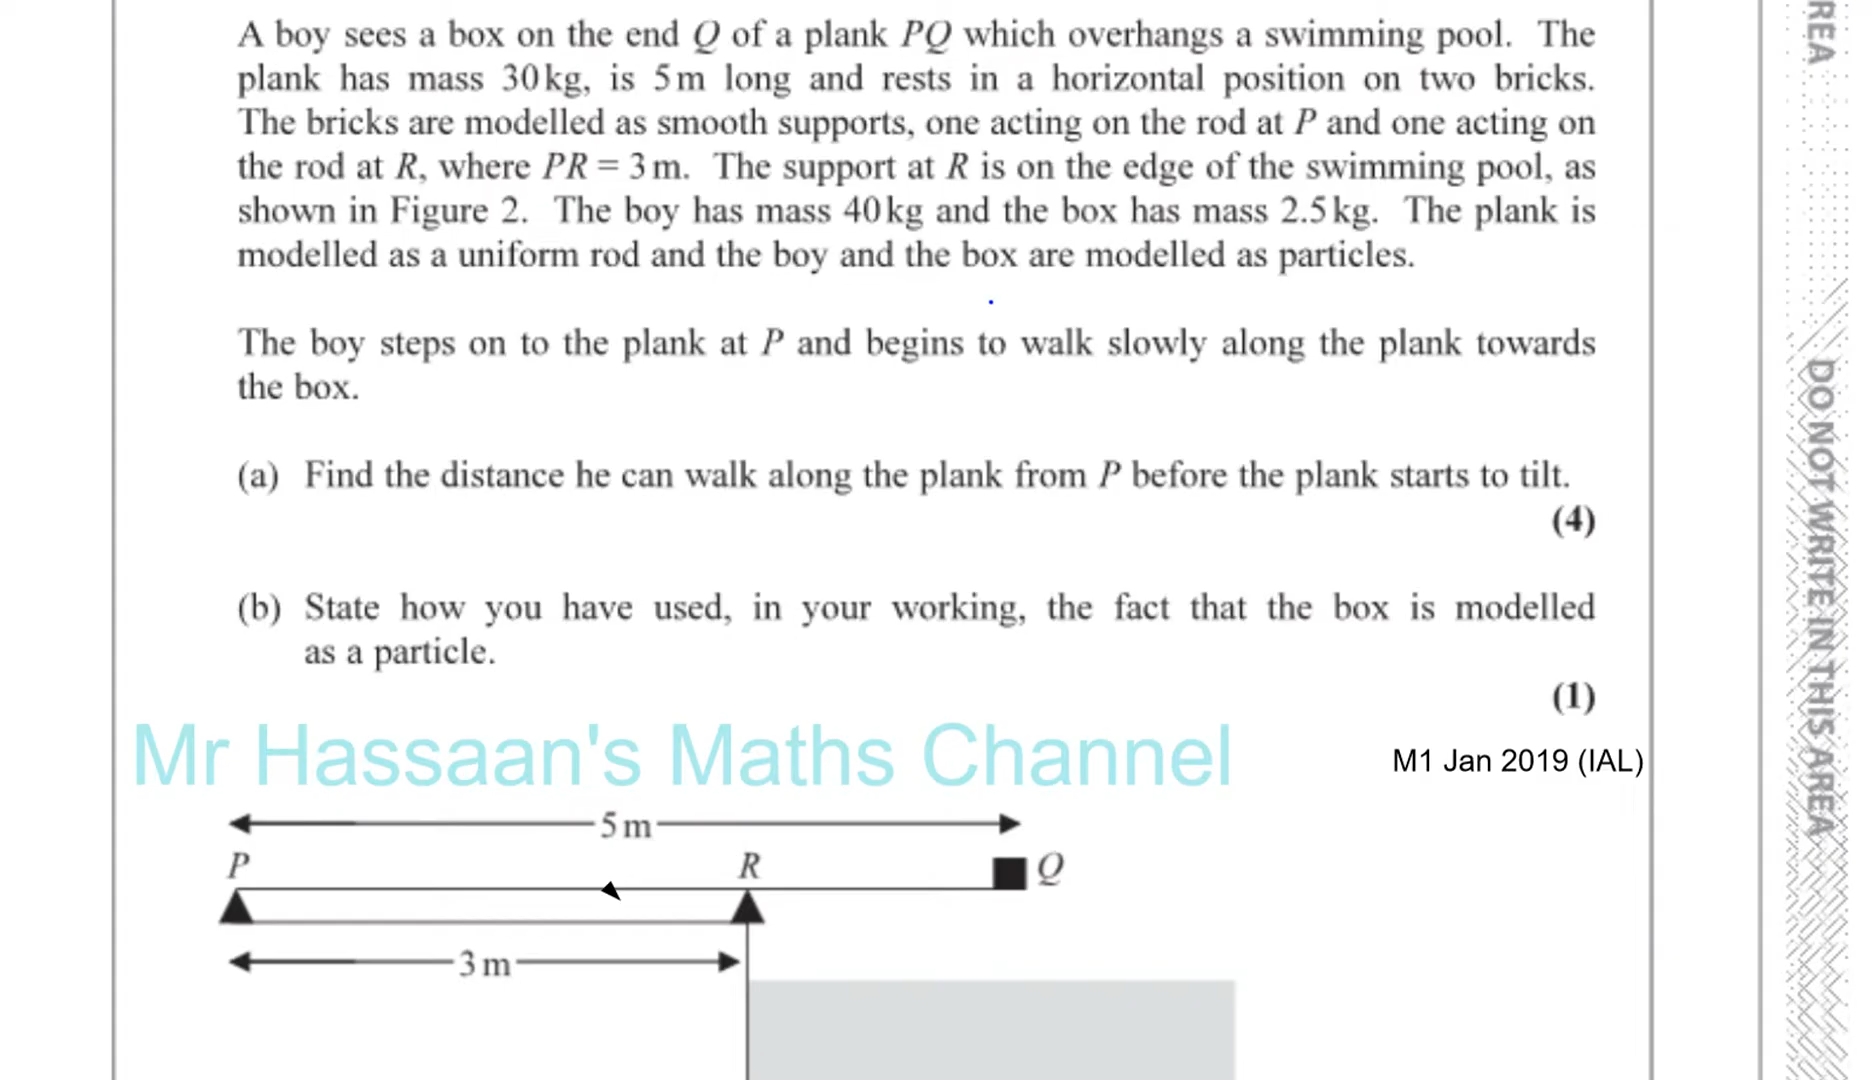 A boy sees a box on the end Q of a plank PQ which overhangs a swimming pool. The
plank has mass 30 kg, is 5 m long and rests in a horizontal position on two bricks.
The bricks are modelled as smooth supports, one acting on the rod at P and one acting on
the rod at R, where PR = 3 m. The support at R is on the edge of the swimming pool, as
shown in Figure 2. The boy has mass 40 kg and the box has mass 2.5 kg. The plank is
modelled as a uniform rod and the boy and the box are modelled as particles.
The boy steps on to the plank at P and begins to walk slowly along the plank towards
the box.
(a) Find the distance he can walk along the plank from P before the plank starts to tilt.
(4)
(b) State how you have used, in your working, the fact that the box is modelled
as a particle.
(1)
Mr Hassaan's Maths Channel
M1 Jan 2019 (IAL)
5 m
P R Q
3 m
REA
DO NOT WRITE IN THIS AREA